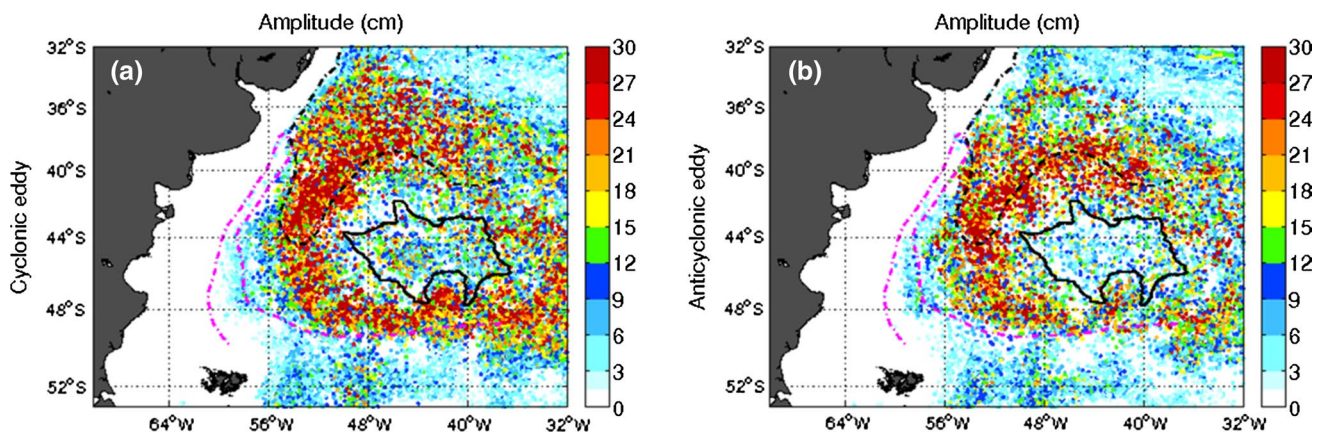 Amplitude (cm)
Cyclonic eddy
(a)
32°S
36°S
40°S
44°S
48°S
52°S
64°W
56°W
48°W
40°W
32°W
30
27
24
21
18
15
12
9
6
3
0
Amplitude (cm)
Anticyclonic eddy
(b)
32°S
36°S
40°S
44°S
48°S
52°S
64°W
56°W
48°W
40°W
32°W
30
27
24
21
18
15
12
9
6
3
0